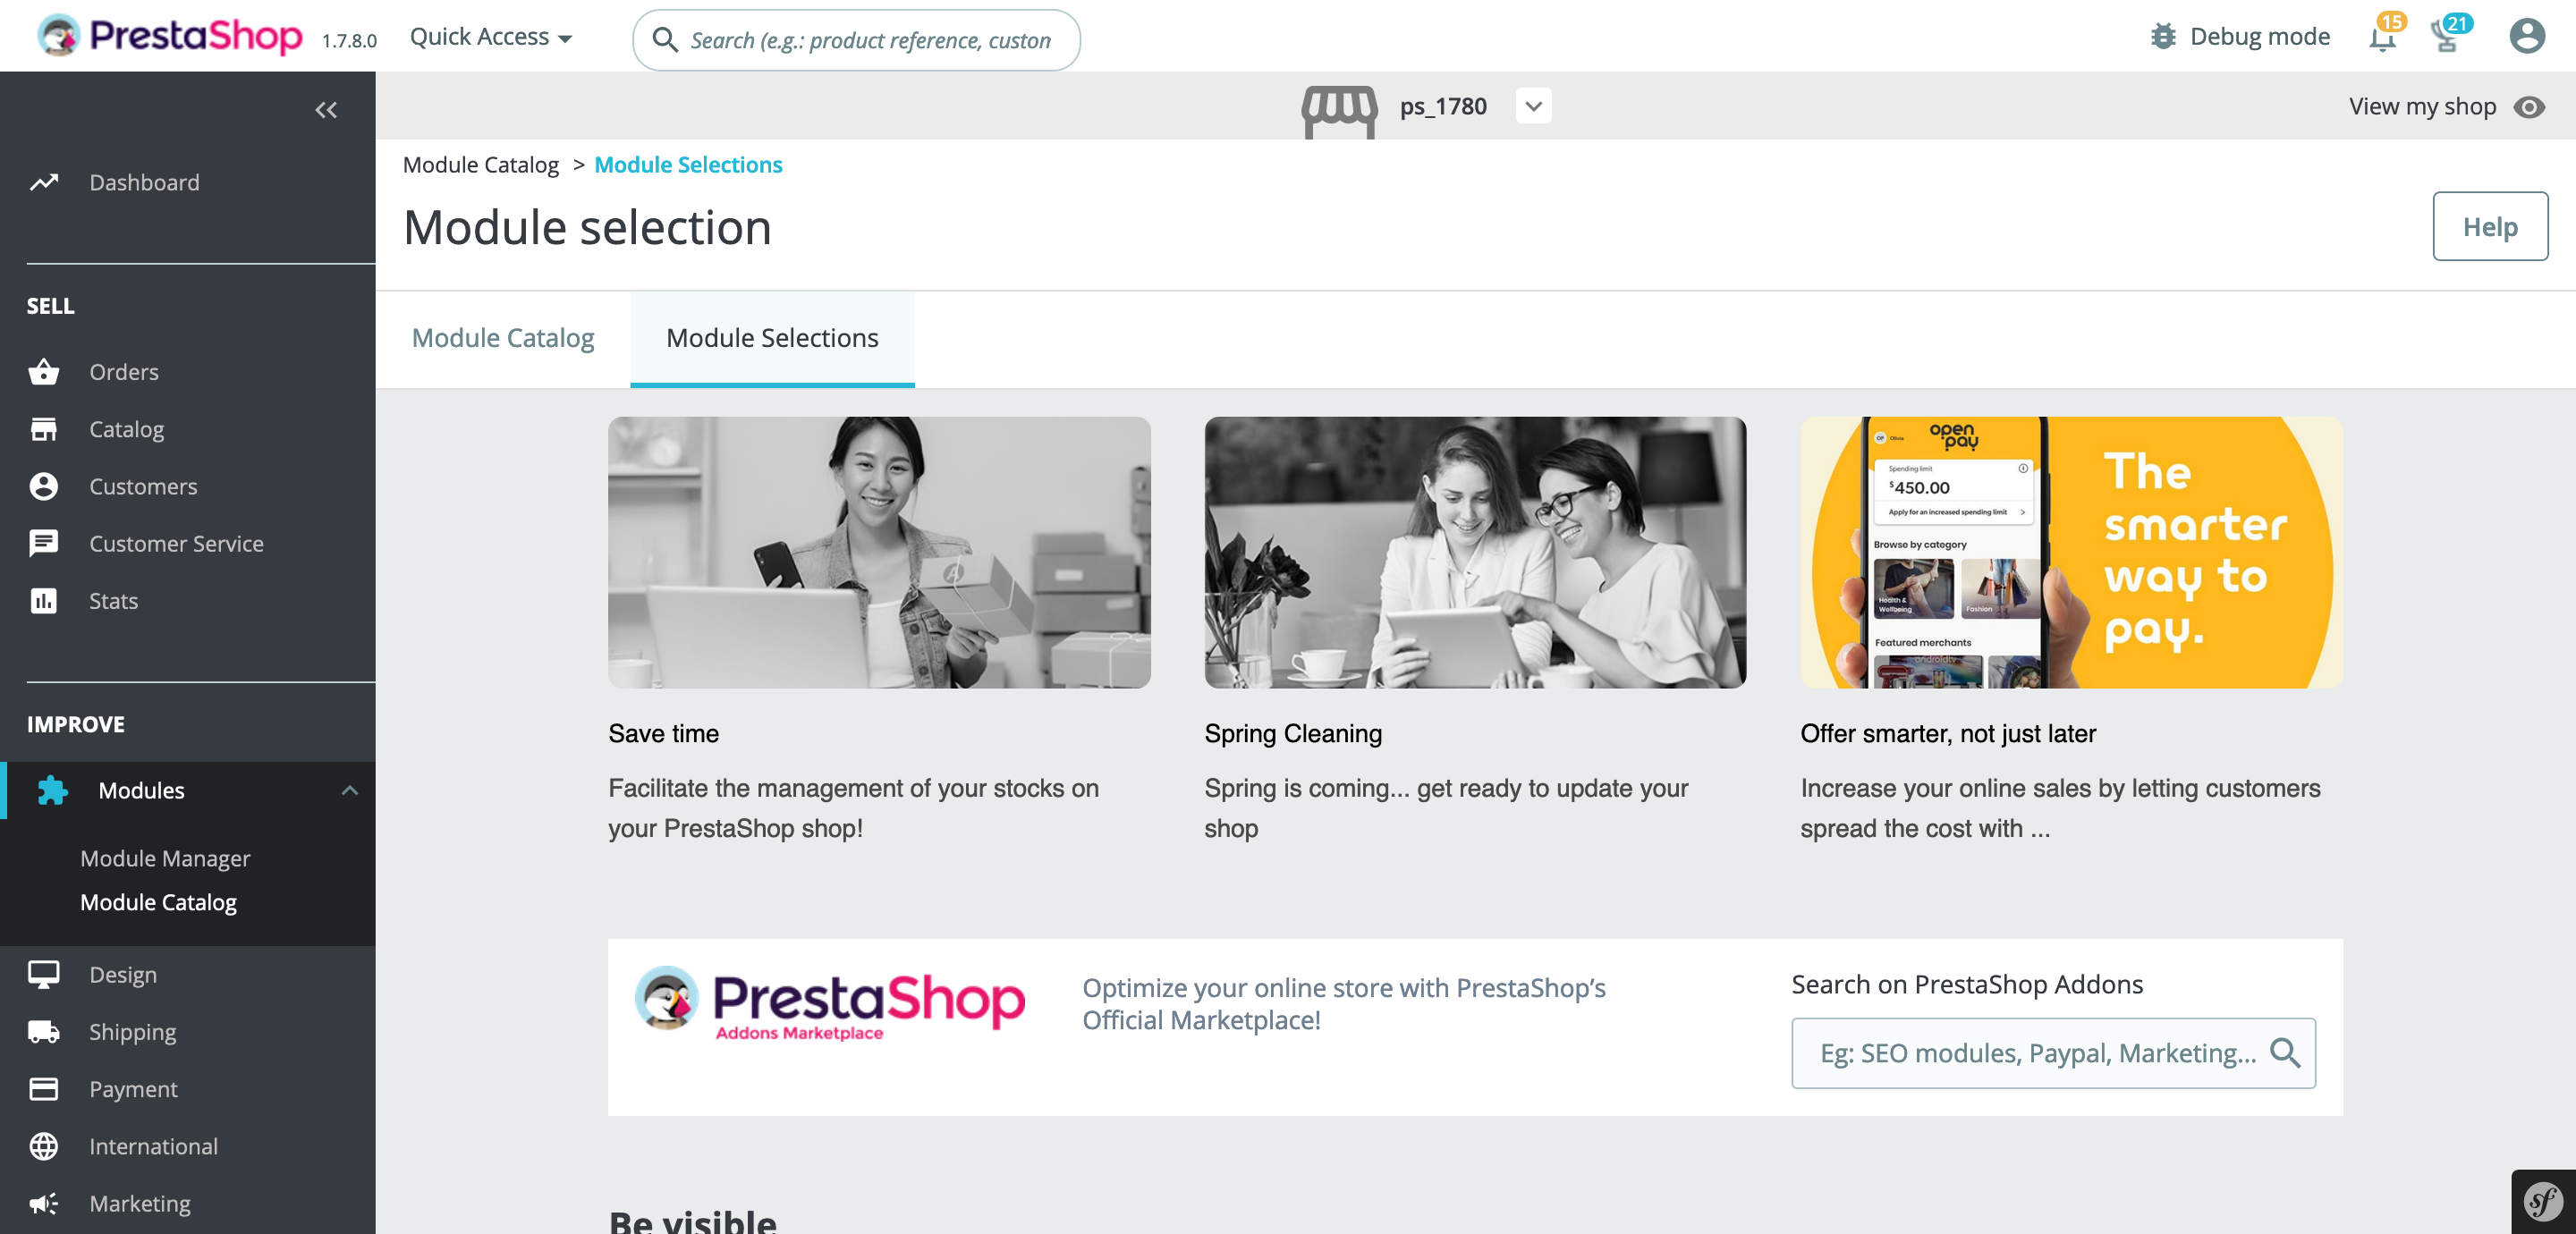 PrestaShop 1.7.8.0 Quick Access Search (e.g.: product reference, custon Debug mode 15 21
ps_1780 View my shop
Dashboard
SELL
Orders
Catalog
Customers
Customer Service
Stats
IMPROVE
Modules
Module Manager
Module Catalog
Design
Shipping
Payment
International
Marketing
Module Catalog > Module Selections
Module selection
Help
Module Catalog Module Selections
open
pay
OP Olivia
Spending limit
$450.00
Apply for an increased spending limit >
Browse by category
Health &
Wellbeing
Fashion
Featured merchants
androidtv
The
smarter
way to
pay.
Save time
Facilitate the management of your stocks on
your PrestaShop shop!
Spring Cleaning
Spring is coming... get ready to update your
shop
Offer smarter, not just later
Increase your online sales by letting customers
spread the cost with ...
PrestaShop
Addons Marketplace
Optimize your online store with PrestaShop’s
Official Marketplace!
Search on PrestaShop Addons
Eg: SEO modules, Paypal, Marketing...
Be visible
sf